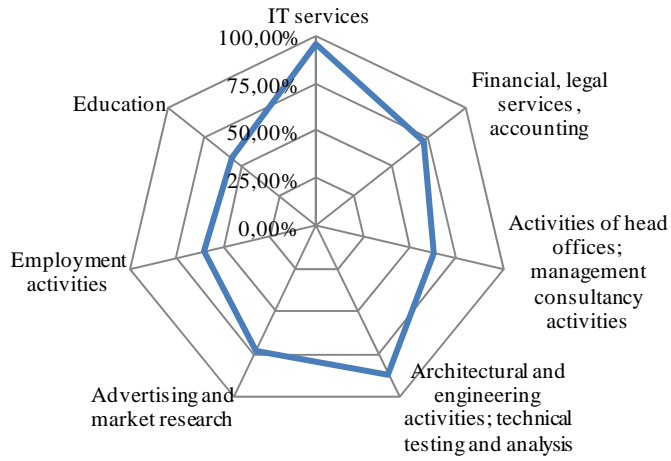 IT services
100,00%
75,00%
50,00%
25,00%
0,00%
Financial, legal
services ,
accounting
Activities of head
offices;
management
consultancy
activities
Architectural and
engineering
activities; technical
testing and analysis
Advertising and
market research
Employment
activities
Education